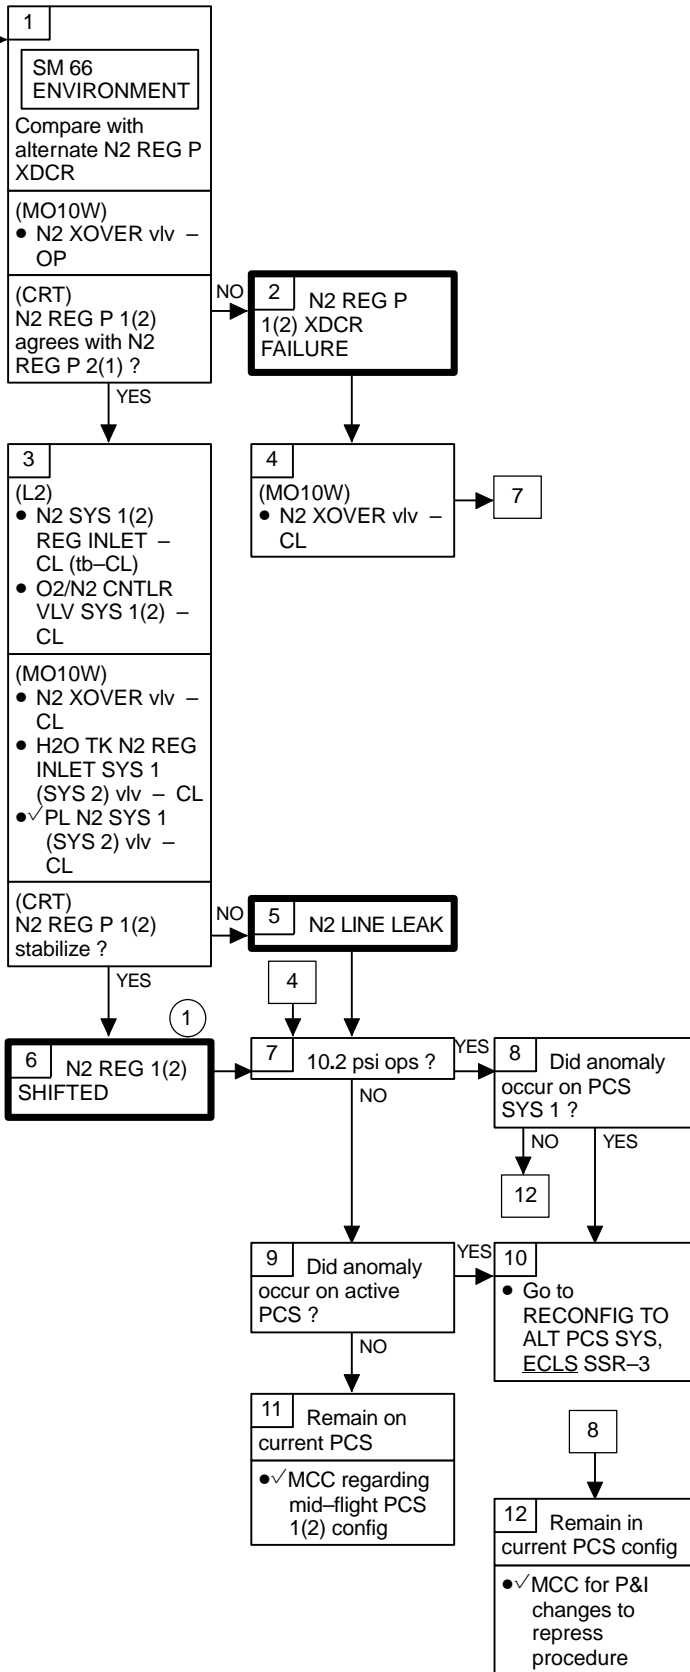 1
SM 66
ENVIRONMENT
Compare with
alternate N2 REG P
XDCR
(MO10W)
• N2 XOVER vlv –
OP
(CRT)
N2 REG P 1(2)
agrees with N2
REG P 2(1) ?
NO
YES
2 N2 REG P
1(2) XDCR
FAILURE
3
(L2)
• N2 SYS 1(2)
REG INLET –
CL (tb–CL)
• O2/N2 CNTLR
VLV SYS 1(2) –
CL
(MO10W)
• N2 XOVER vlv –
CL
• H2O TK N2 REG
INLET SYS 1
(SYS 2) vlv – CL
•√PL N2 SYS 1
(SYS 2) vlv –
CL
(CRT)
N2 REG P 1(2)
stabilize ?
NO
YES
4
(MO10W)
• N2 XOVER vlv –
CL
7
5 N2 LINE LEAK
4
1
6 N2 REG 1(2)
SHIFTED
7 10.2 psi ops ?
YES
NO
8 Did anomaly
occur on PCS
SYS 1 ?
NO
YES
12
9 Did anomaly
occur on active
PCS ?
YES
NO
10
• Go to
RECONFIG TO
ALT PCS SYS,
ECLS SSR–3
11 Remain on
current PCS
•√MCC regarding
mid–flight PCS
1(2) config
8
12 Remain in
current PCS config
•√MCC for P&I
changes to
repress
procedure